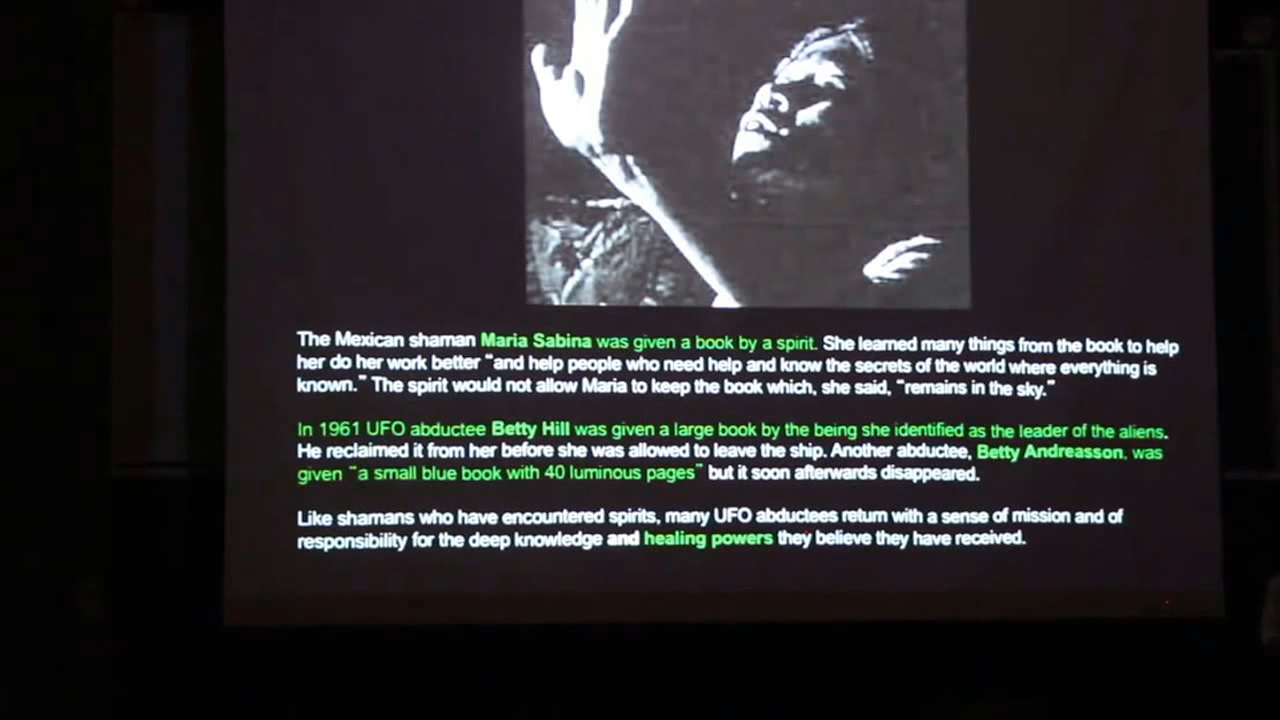 The Mexican shaman Maria Sabina was given a book by a spirit. She learned many things from the book to help
her do her work better "and help people who need help and know the secrets of the world where everything is
known." The spirit would not allow Maria to keep the book which, she said, "remains in the sky."
In 1961 UFO abductee Betty Hill was given a large book by the being she identified as the leader of the aliens.
He reclaimed it from her before she was allowed to leave the ship. Another abductee, Betty Andreasson, was
given "a small blue book with 40 luminous pages" but it soon afterwards disappeared.
Like shamans who have encountered spirits, many UFO abductees return with a sense of mission and of
responsibility for the deep knowledge and healing powers they believe they have received.